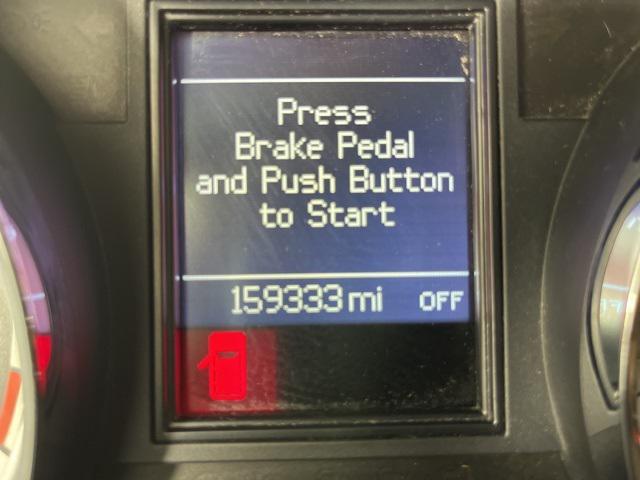 Press
Brake Pedal
and Push Button
to Start
159333 mi OFF